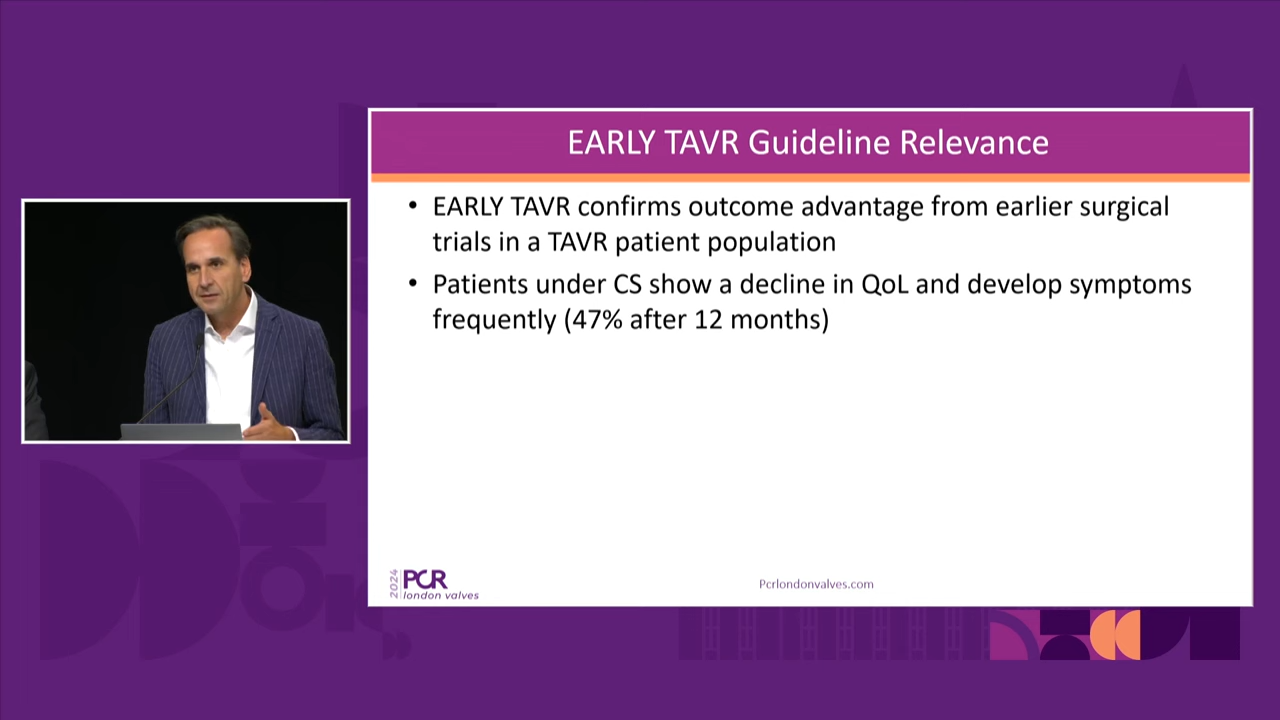 EARLY TAVR Guideline Relevance
• EARLY TAVR confirms outcome advantage from earlier surgical
trials in a TAVR patient population
• Patients under CS show a decline in QoL and develop symptoms
frequently (47% after 12 months)
2024
PCR
london valves
Pcrlondonvalves.com